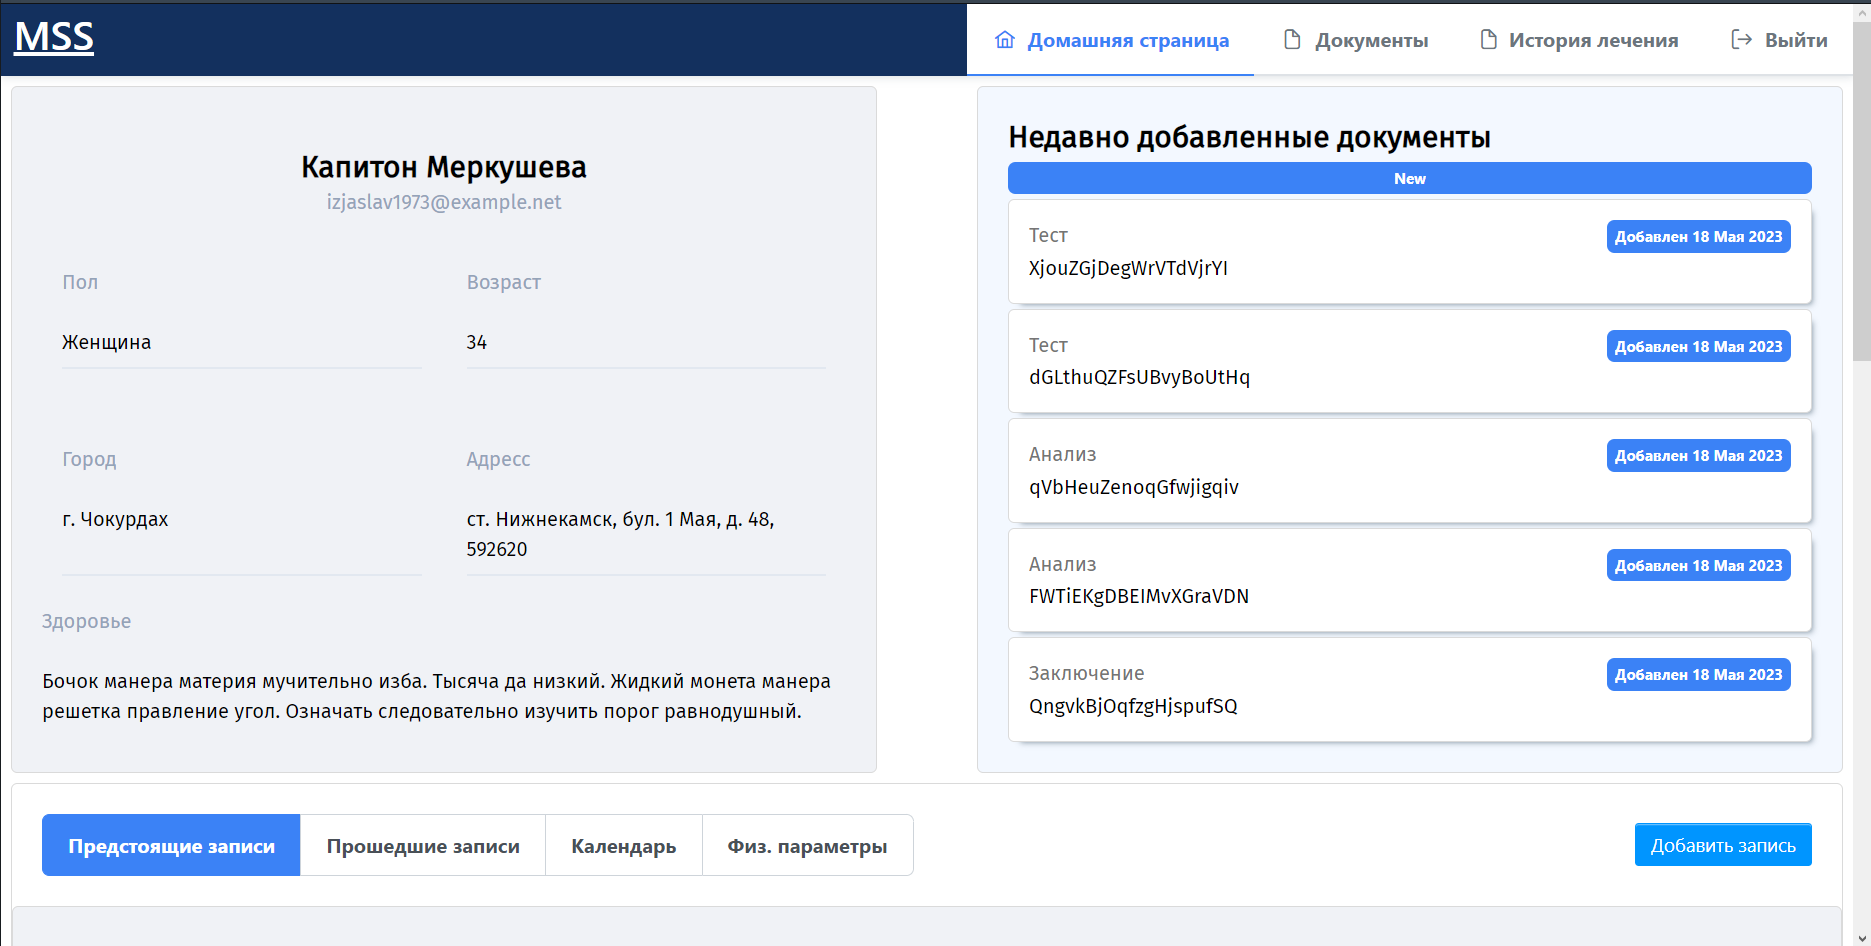 MSS
Домашняя страница
Документы
История лечения
Выйти
Капитон Меркушева
izjaslav1973@example.net
Пол
Возраст
Женщина
34
Город
Адресс
г. Чокурдах
ст. Нижнекамск, бул. 1 Мая, д. 48,
592620
Здоровье
Бочок манера материя мучительно изба. Тысяча да низкий. Жидкий монета манера
решетка правление угол. Означать следовательно изучить порог равнодушный.
Недавно добавленные документы
New
Тест
Добавлен 18 Мая 2023
XjouZGjDegWrVTdVjrYI
Тест
Добавлен 18 Мая 2023
dGLthuQZFsUBvyBoUtHq
Анализ
Добавлен 18 Мая 2023
qVbHeuZenoqGfwjigqiv
Анализ
Добавлен 18 Мая 2023
FWTiEKgDBEIMvXGraVDN
Заключение
Добавлен 18 Мая 2023
QngvkBjOqfzgHjspufSQ
Предстоящие записи
Прошедшие записи
Календарь
Физ. параметры
Добавить запись